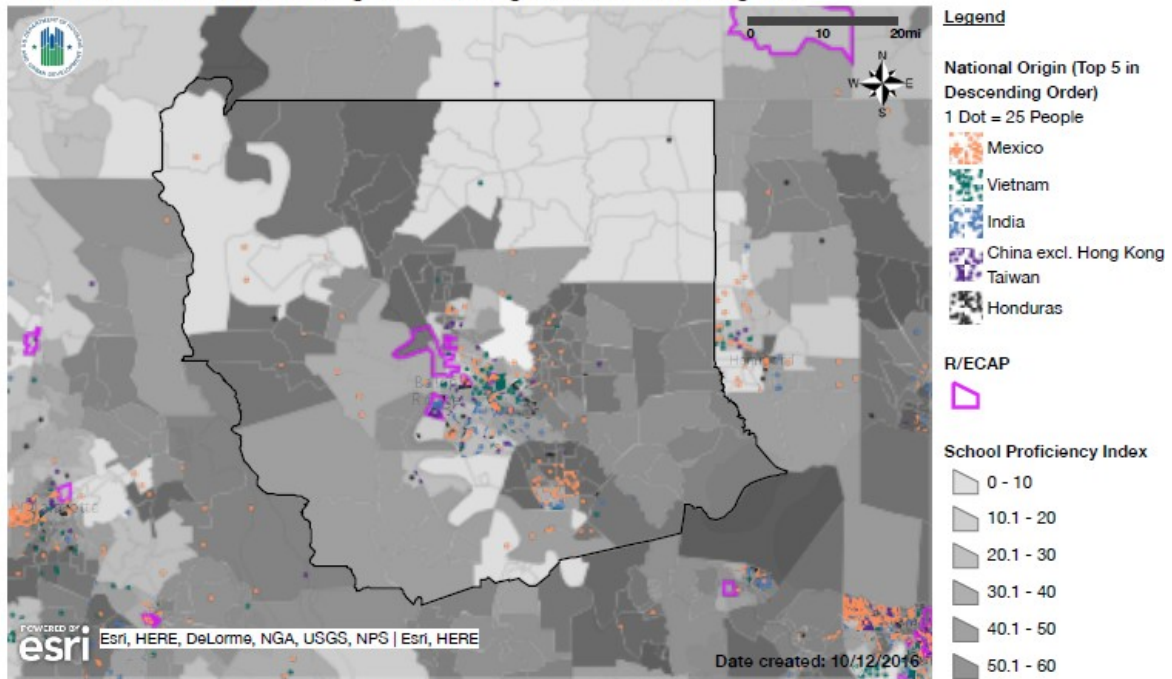 0 10 20mi
N
W E
S
Legend
National Origin (Top 5 in
Descending Order)
1 Dot = 25 People
Mexico
Vietnam
India
China excl. Hong Kong
Taiwan
Honduras
R/ECAP
School Proficiency Index
0 - 10
10.1 - 20
20.1 - 30
30.1 - 40
40.1 - 50
50.1 - 60
POWERED BY
esri
Esri, HERE, DeLorme, NGA, USGS, NPS | Esri, HERE
Date created: 10/12/2016